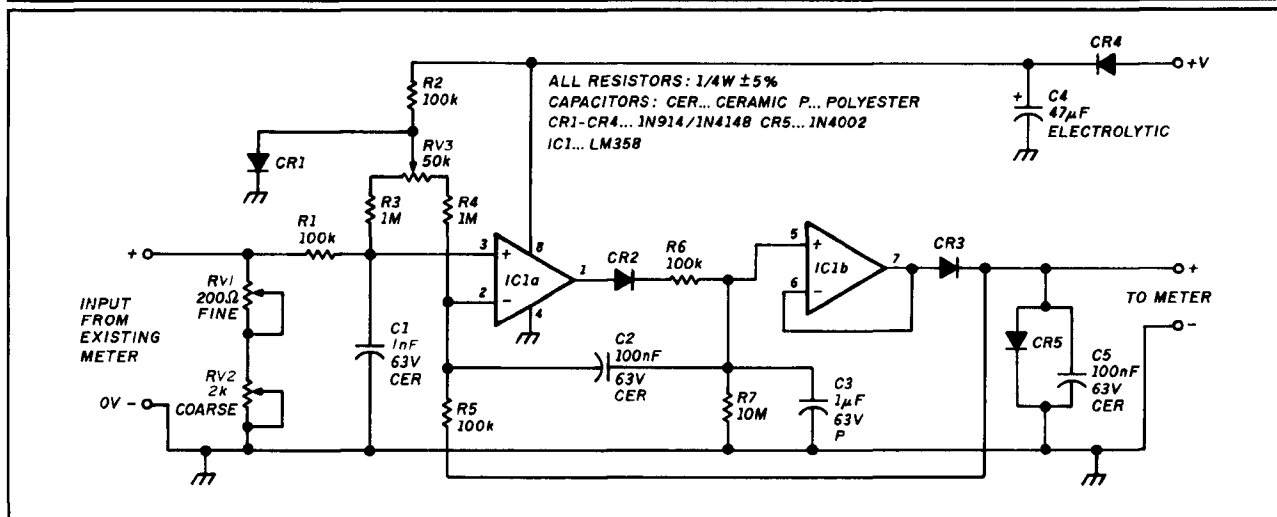 ALL RESISTORS: 1/4W ±5%
CAPACITORS: CER... CERAMIC P... POLYESTER
CR1-CR4... 1N914/1N4148 CR5... 1N4002
IC1... LM358
CR4
+V
C4
+
47µF
ELECTROLYTIC
R2
100k
CR1
RV3
50k
R3
1M
R4
1M
R1
100k
+
INPUT
FROM
EXISTING
METER
0V -
RV1
200Ω
FINE
RV2
2k
COARSE
C1
1nF
63V
CER
3
+
2
-
IC1a
8
4
1
CR2
R6
100k
C2
100nF
63V
CER
R5
100k
R7
10M
C3
1µF
63V
P
5
+
6
-
IC1b
7
CR3
+
TO METER
-
CR5
C5
100nF
63V
CER